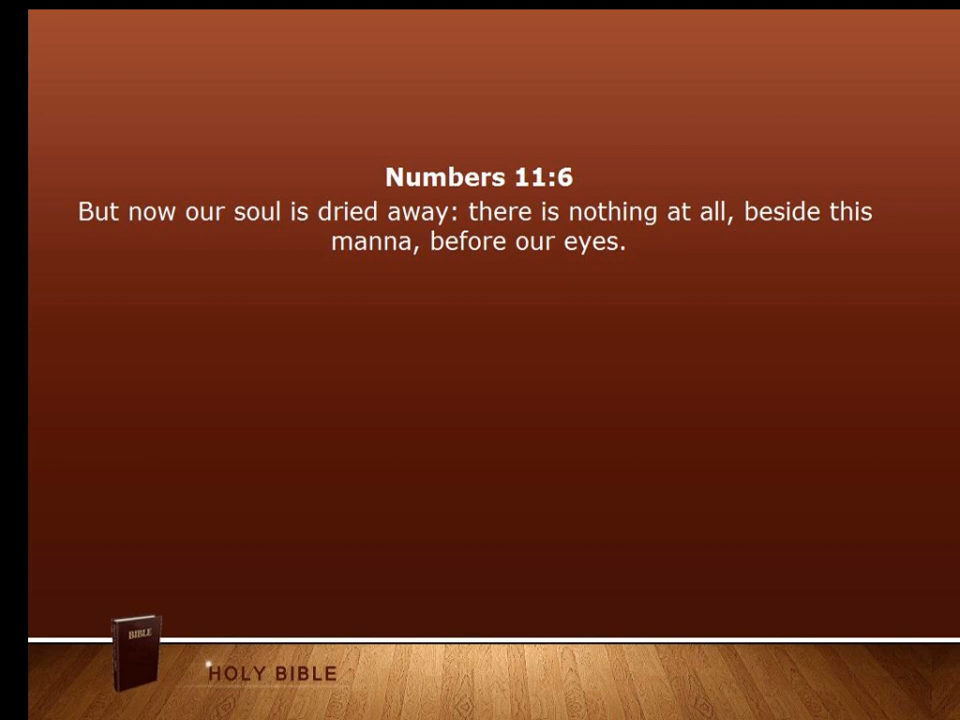 Numbers 11:6
But now our soul is dried away: there is nothing at all, beside this
manna, before our eyes.
BIBLE
HOLY BIBLE